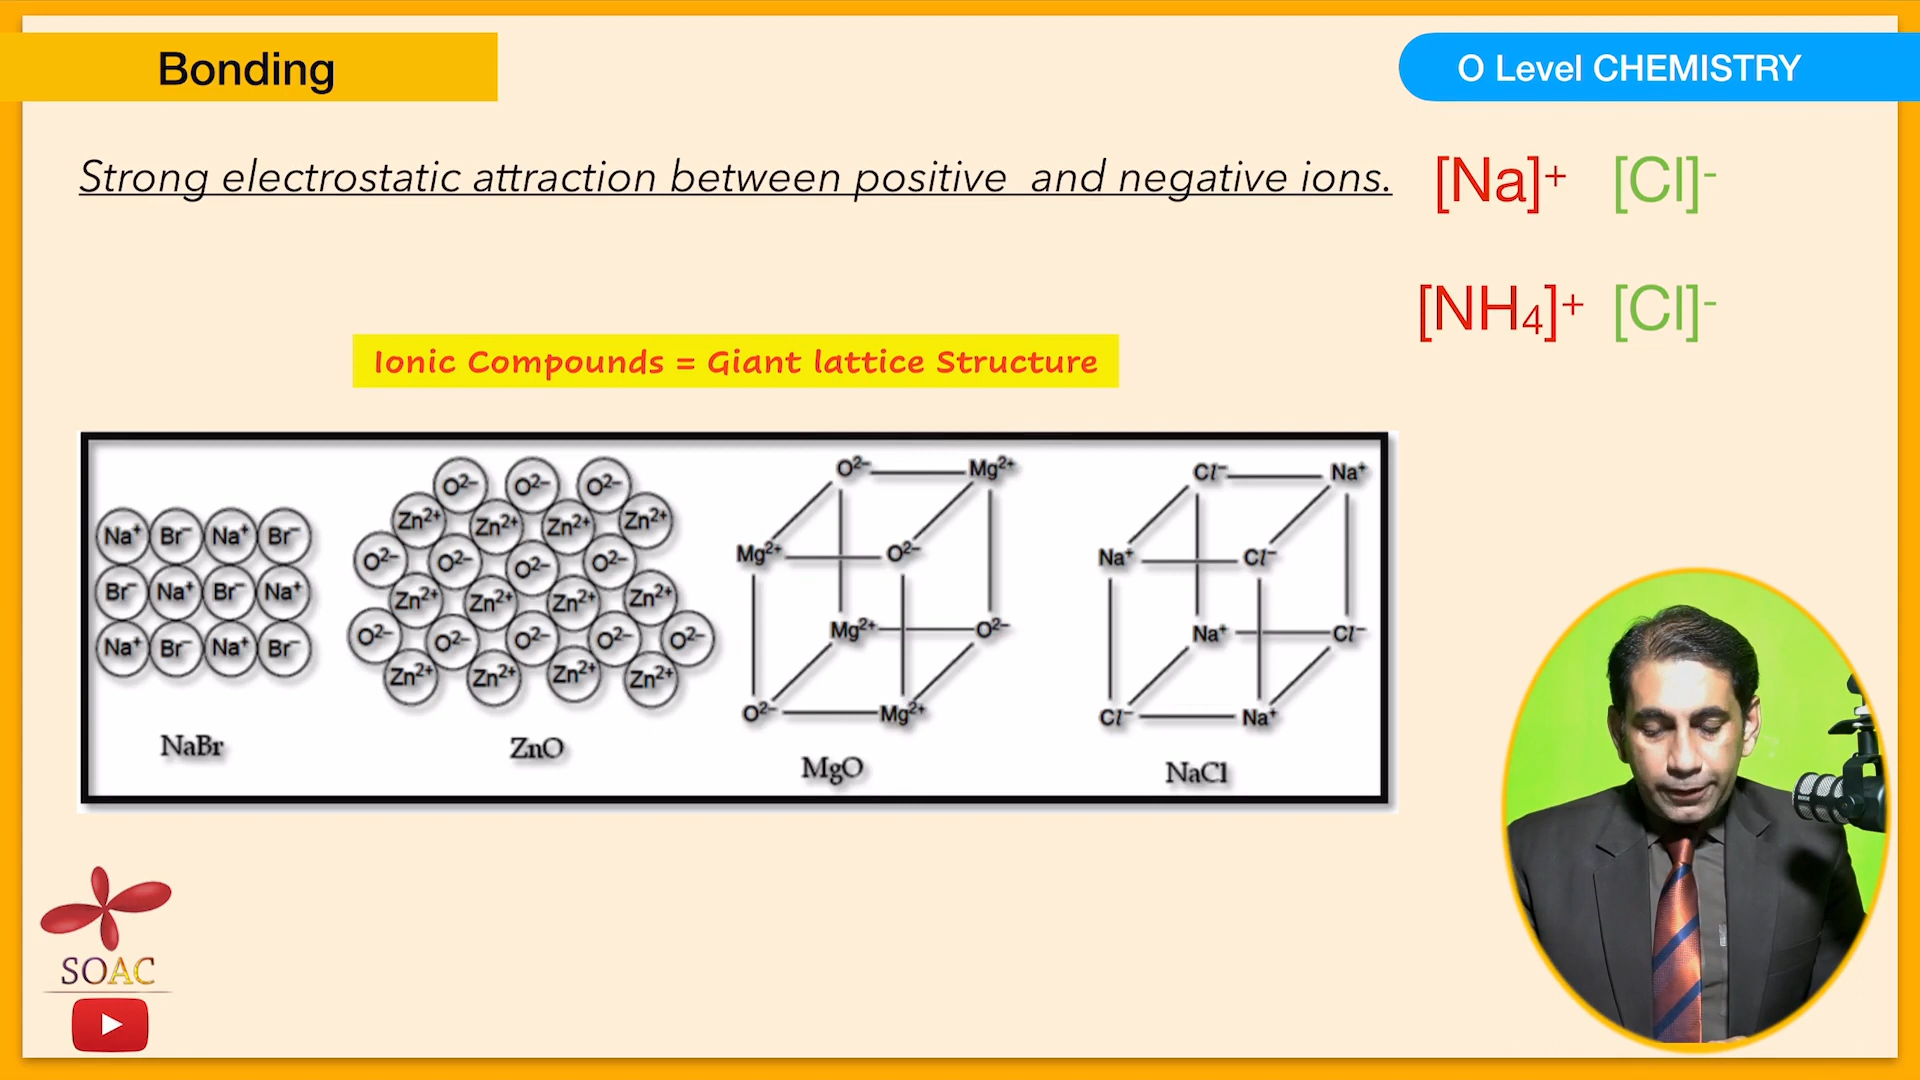 Bonding
O Level CHEMISTRY
Strong electrostatic attraction between positive and negative ions.
[Na]⁺ [Cl]⁻
[NH₄]⁺ [Cl]⁻
Ionic Compounds = Giant lattice Structure
Na⁺ Br⁻ Na⁺ Br⁻
Br⁻ Na⁺ Br⁻ Na⁺
Na⁺ Br⁻ Na⁺ Br⁻
NaBr
O²⁻ O²⁻ O²⁻
Zn²⁺ Zn²⁺ Zn²⁺ Zn²⁺
O²⁻ O²⁻ O²⁻ O²⁻
Zn²⁺ Zn²⁺ Zn²⁺ Zn²⁺
O²⁻ O²⁻ O²⁻ O²⁻ O²⁻
Zn²⁺ Zn²⁺ Zn²⁺ Zn²⁺
ZnO
O²⁻ Mg²⁺
Mg²⁺ O²⁻
Mg²⁺ O²⁻
O²⁻ Mg²⁺
MgO
Cl⁻ Na⁺
Na⁺ Cl⁻
Na⁺ Cl⁻
Cl⁻ Na⁺
NaCl
SOAC